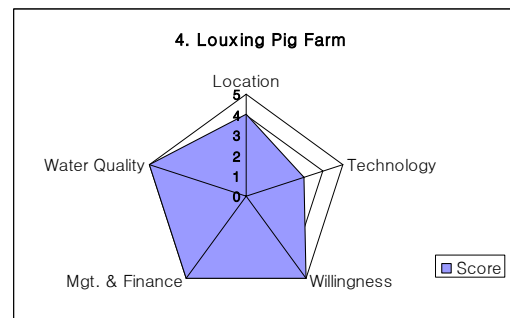 4. Louxing Pig Farm
Location
5
4
3
2
1
0
Water Quality
Technology
Mgt. & Finance
Willingness
Score